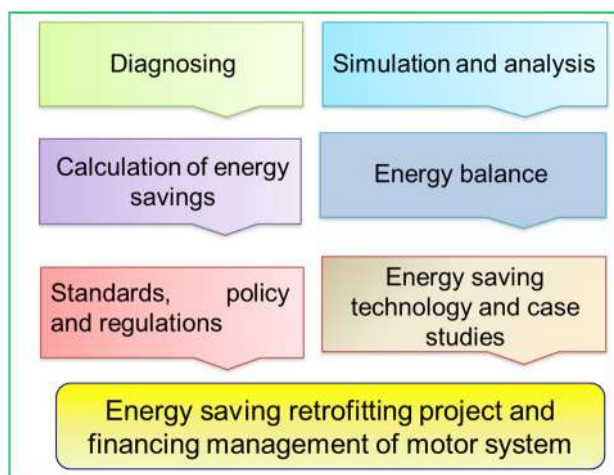 Diagnosing
Simulation and analysis
Calculation of energy
savings
Energy balance
Standards, policy
and regulations
Energy saving
technology and case
studies
Energy saving retrofitting project and
financing management of motor system